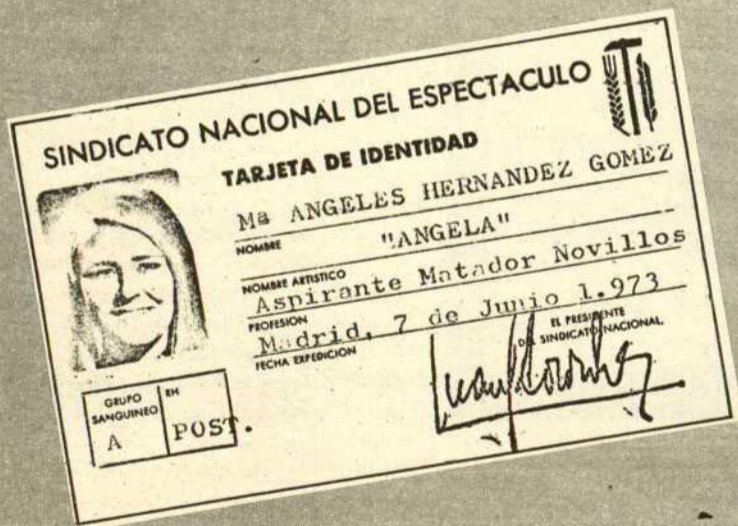 SINDICATO NACIONAL DEL ESPECTACULO
TARJETA DE IDENTIDAD
Mª ANGELES HERNANDEZ GOMEZ
NOMBRE
"ANGELA"
NOMBRE ARTISTICO
Aspirante Matador Novillos
PROFESION
Madrid, 7 de Junio 1.973
FECHA EXPEDICION
EL PRESIDENTE
DEL SINDICATO NACIONAL,
GRUPO SANGUINEO
A
RH
POST.